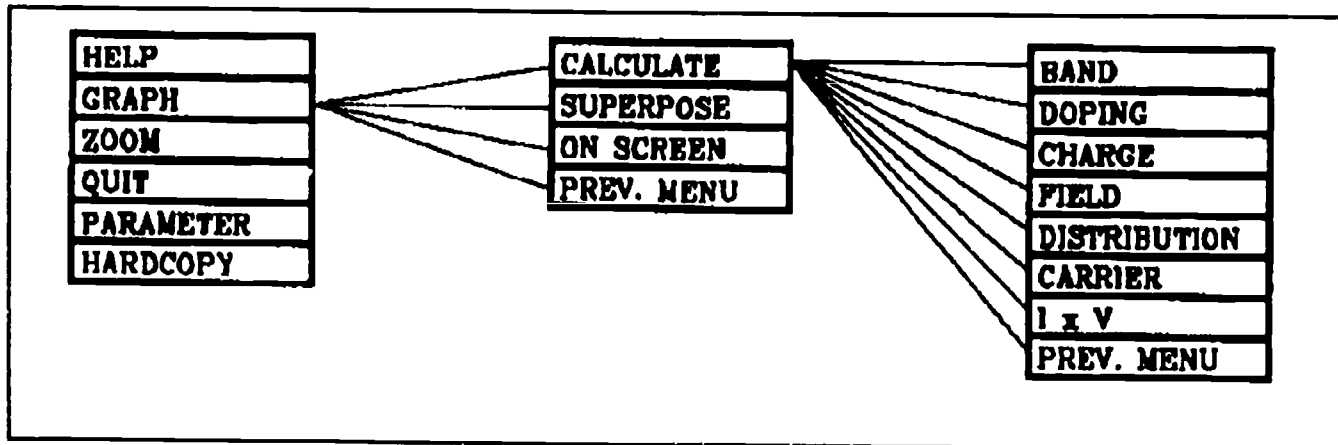 HELP
GRAPH
ZOOM
QUIT
PARAMETER
HARDCOPY
CALCULATE
SUPERPOSE
ON SCREEN
PREV. MENU
BAND
DOPING
CHARGE
FIELD
DISTRIBUTION
CARRIER
I x V
PREV. MENU